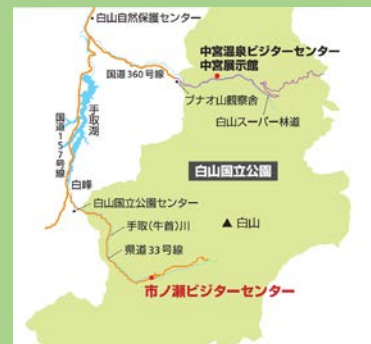 白山自然保護センター
中宮温泉ビジターセンター
中宮展示館
国道360号線
ブナオ山観察舎
白山スーパー林道
手取湖
国道157号線
白山国立公園
白峰
白山国立公園センター
手取(牛首)川
▲白山
県道33号線
市ノ瀬ビジターセンター